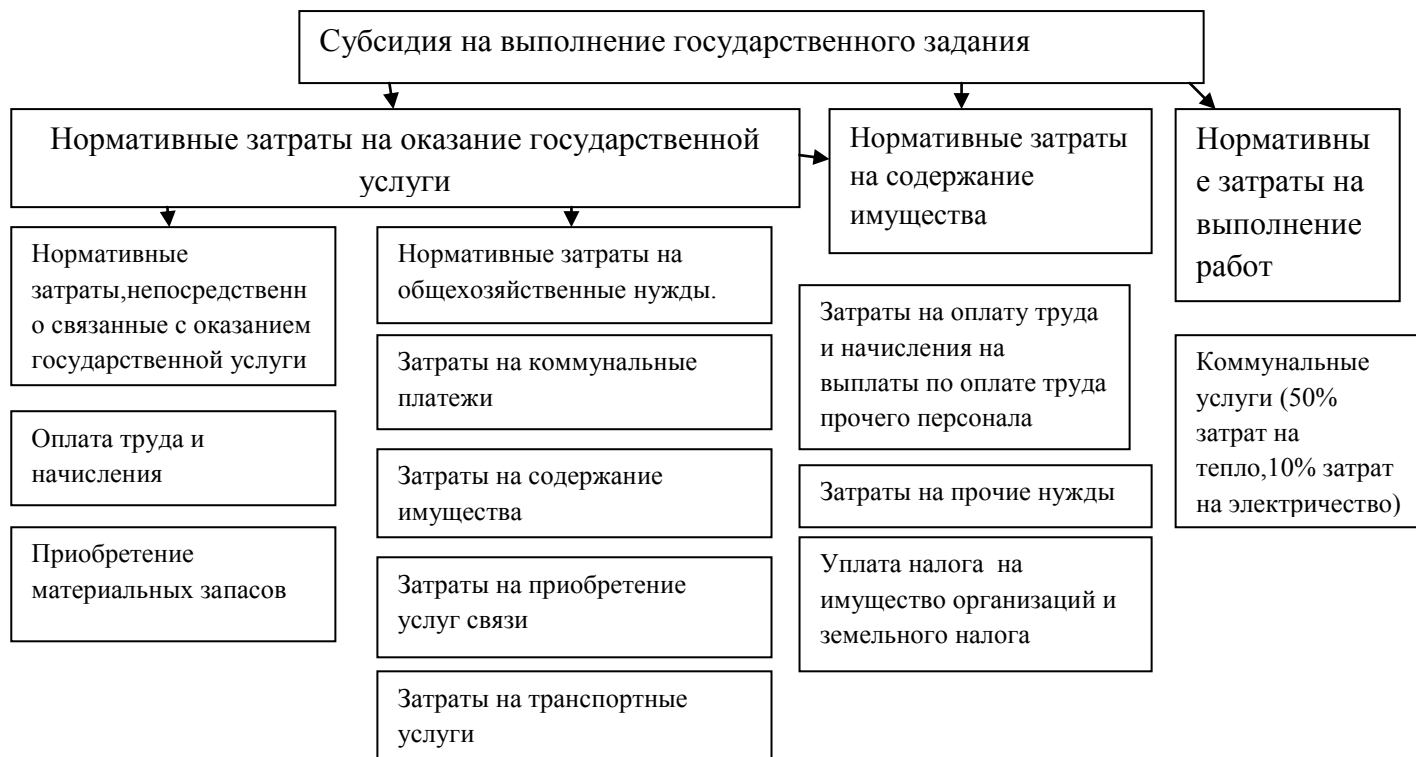 Субсидия на выполнение государственного задания
Нормативные затраты на оказание государственной
услуги
Нормативные затраты
на содержание
имущества
Нормативны
е затраты на
выполнение
работ
Нормативные
затраты,непосредственн
о связанные с оказанием
государственной услуги
Оплата труда и
начисления
Приобретение
материальных запасов
Нормативные затраты на
общехозяйственные нужды.
Затраты на коммунальные
платежи
Затраты на содержание
имущества
Затраты на приобретение
услуг связи
Затраты на транспортные
услуги
Затраты на оплату труда
и начисления на
выплаты по оплате труда
прочего персонала
Затраты на прочие нужды
Уплата налога на
имущество организаций и
земельного налога
Коммунальные
услуги (50%
затрат на
тепло,10% затрат
на электричество)